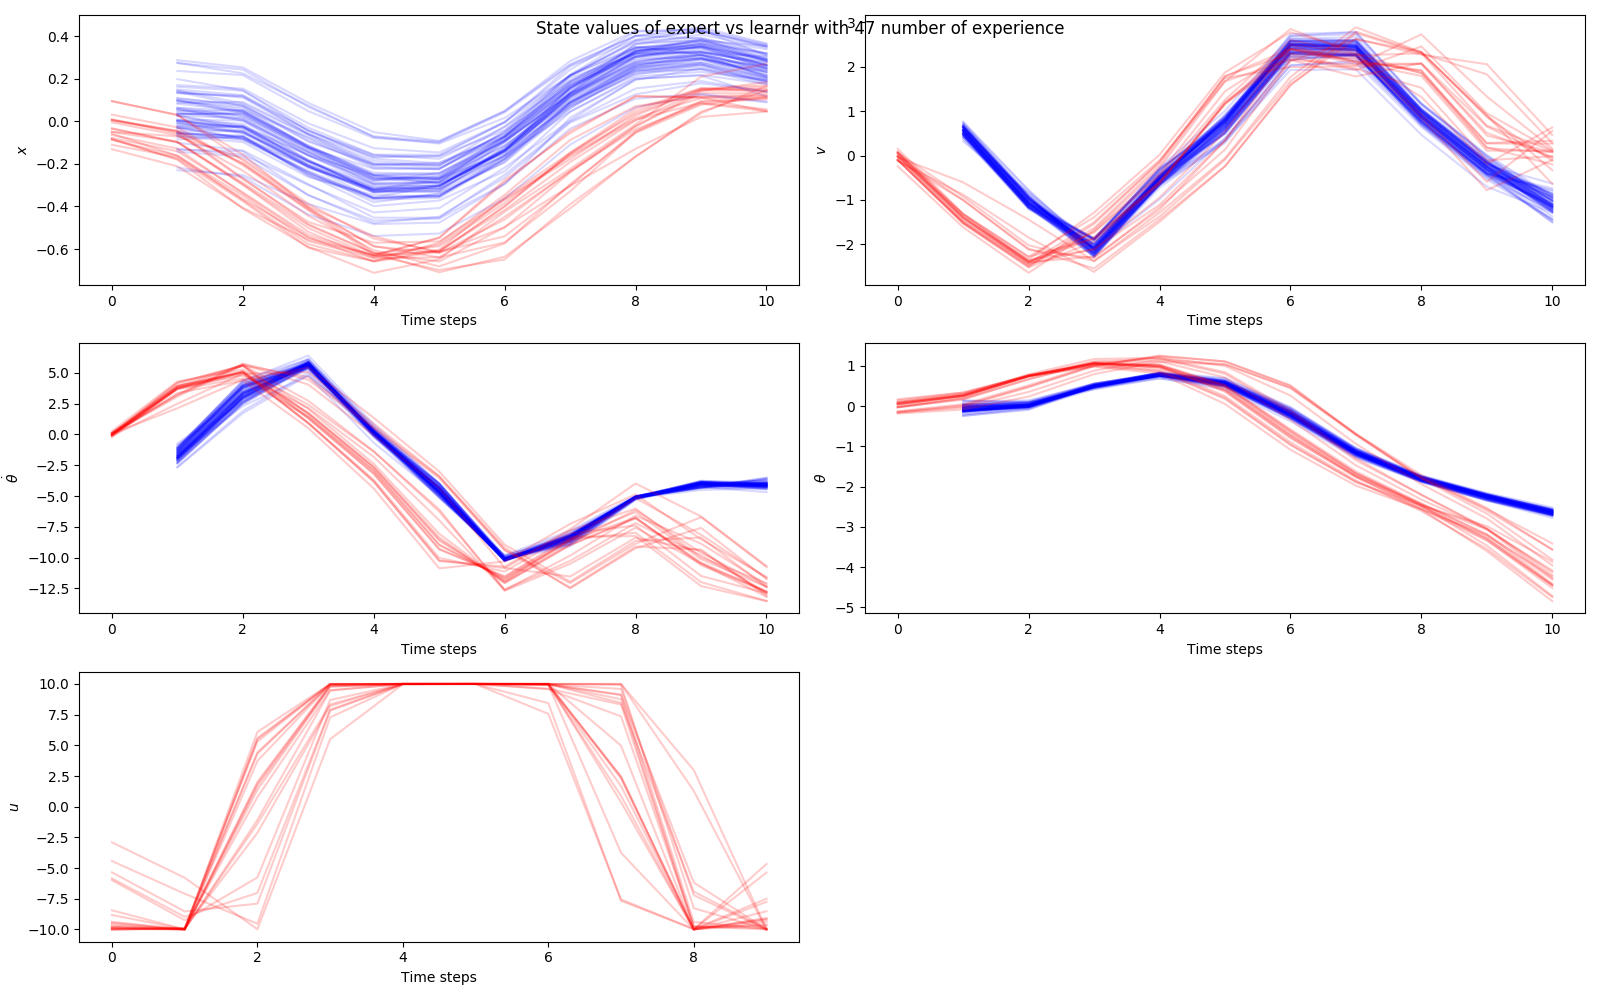 State values of expert vs learner with 47 number of experience
0.4
0.2
0.0
−0.2
−0.4
−0.6
x
0 2 4 6 8 10
Time steps
3
2
1
0
−1
−2
v
0 2 4 6 8 10
Time steps
5.0
2.5
0.0
−2.5
−5.0
−7.5
−10.0
−12.5
θ̇
0 2 4 6 8 10
Time steps
1
0
−1
−2
−3
−4
−5
θ
0 2 4 6 8 10
Time steps
10.0
7.5
5.0
2.5
0.0
−2.5
−5.0
−7.5
−10.0
u
0 2 4 6 8
Time steps